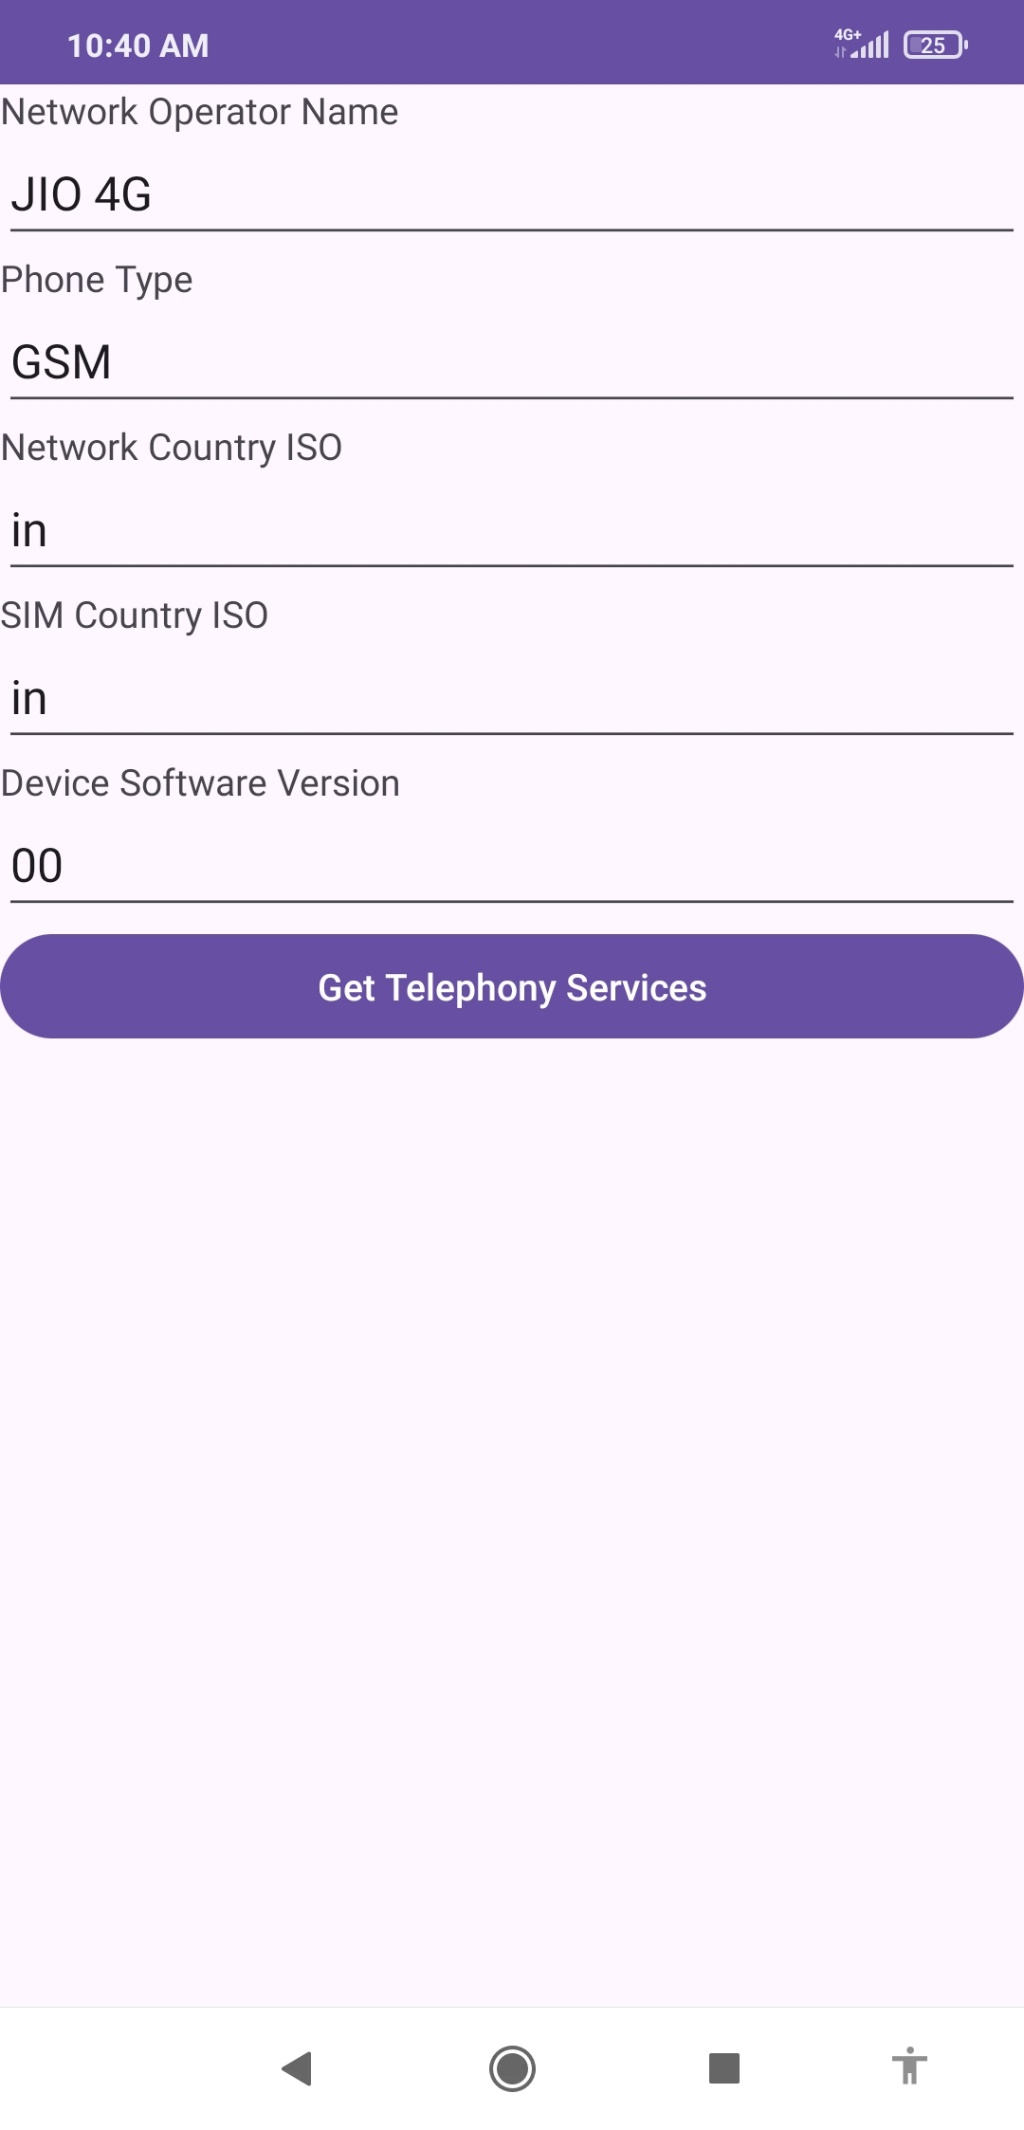 10:40 AM
4G+
25
Network Operator Name
JIO 4G
Phone Type
GSM
Network Country ISO
in
SIM Country ISO
in
Device Software Version
00
Get Telephony Services